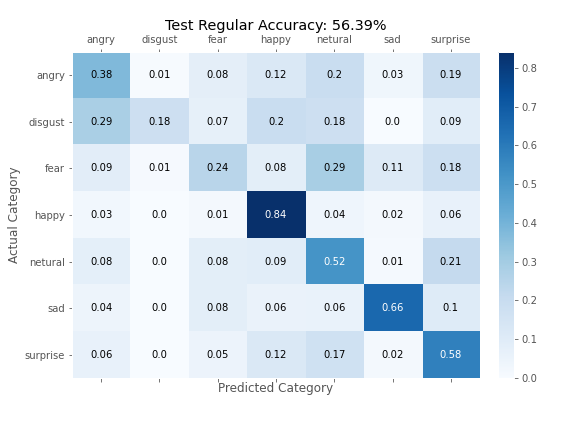 Test Regular Accuracy: 56.39%
angry disgust fear happy netural sad surprise
angry 0.38 0.01 0.08 0.12 0.2 0.03 0.19
disgust 0.29 0.18 0.07 0.2 0.18 0.0 0.09
fear 0.09 0.01 0.24 0.08 0.29 0.11 0.18
happy 0.03 0.0 0.01 0.84 0.04 0.02 0.06
netural 0.08 0.0 0.08 0.09 0.52 0.01 0.21
sad 0.04 0.0 0.08 0.06 0.06 0.66 0.1
surprise 0.06 0.0 0.05 0.12 0.17 0.02 0.58
Actual Category
Predicted Category
0.8
0.7
0.6
0.5
0.4
0.3
0.2
0.1
0.0